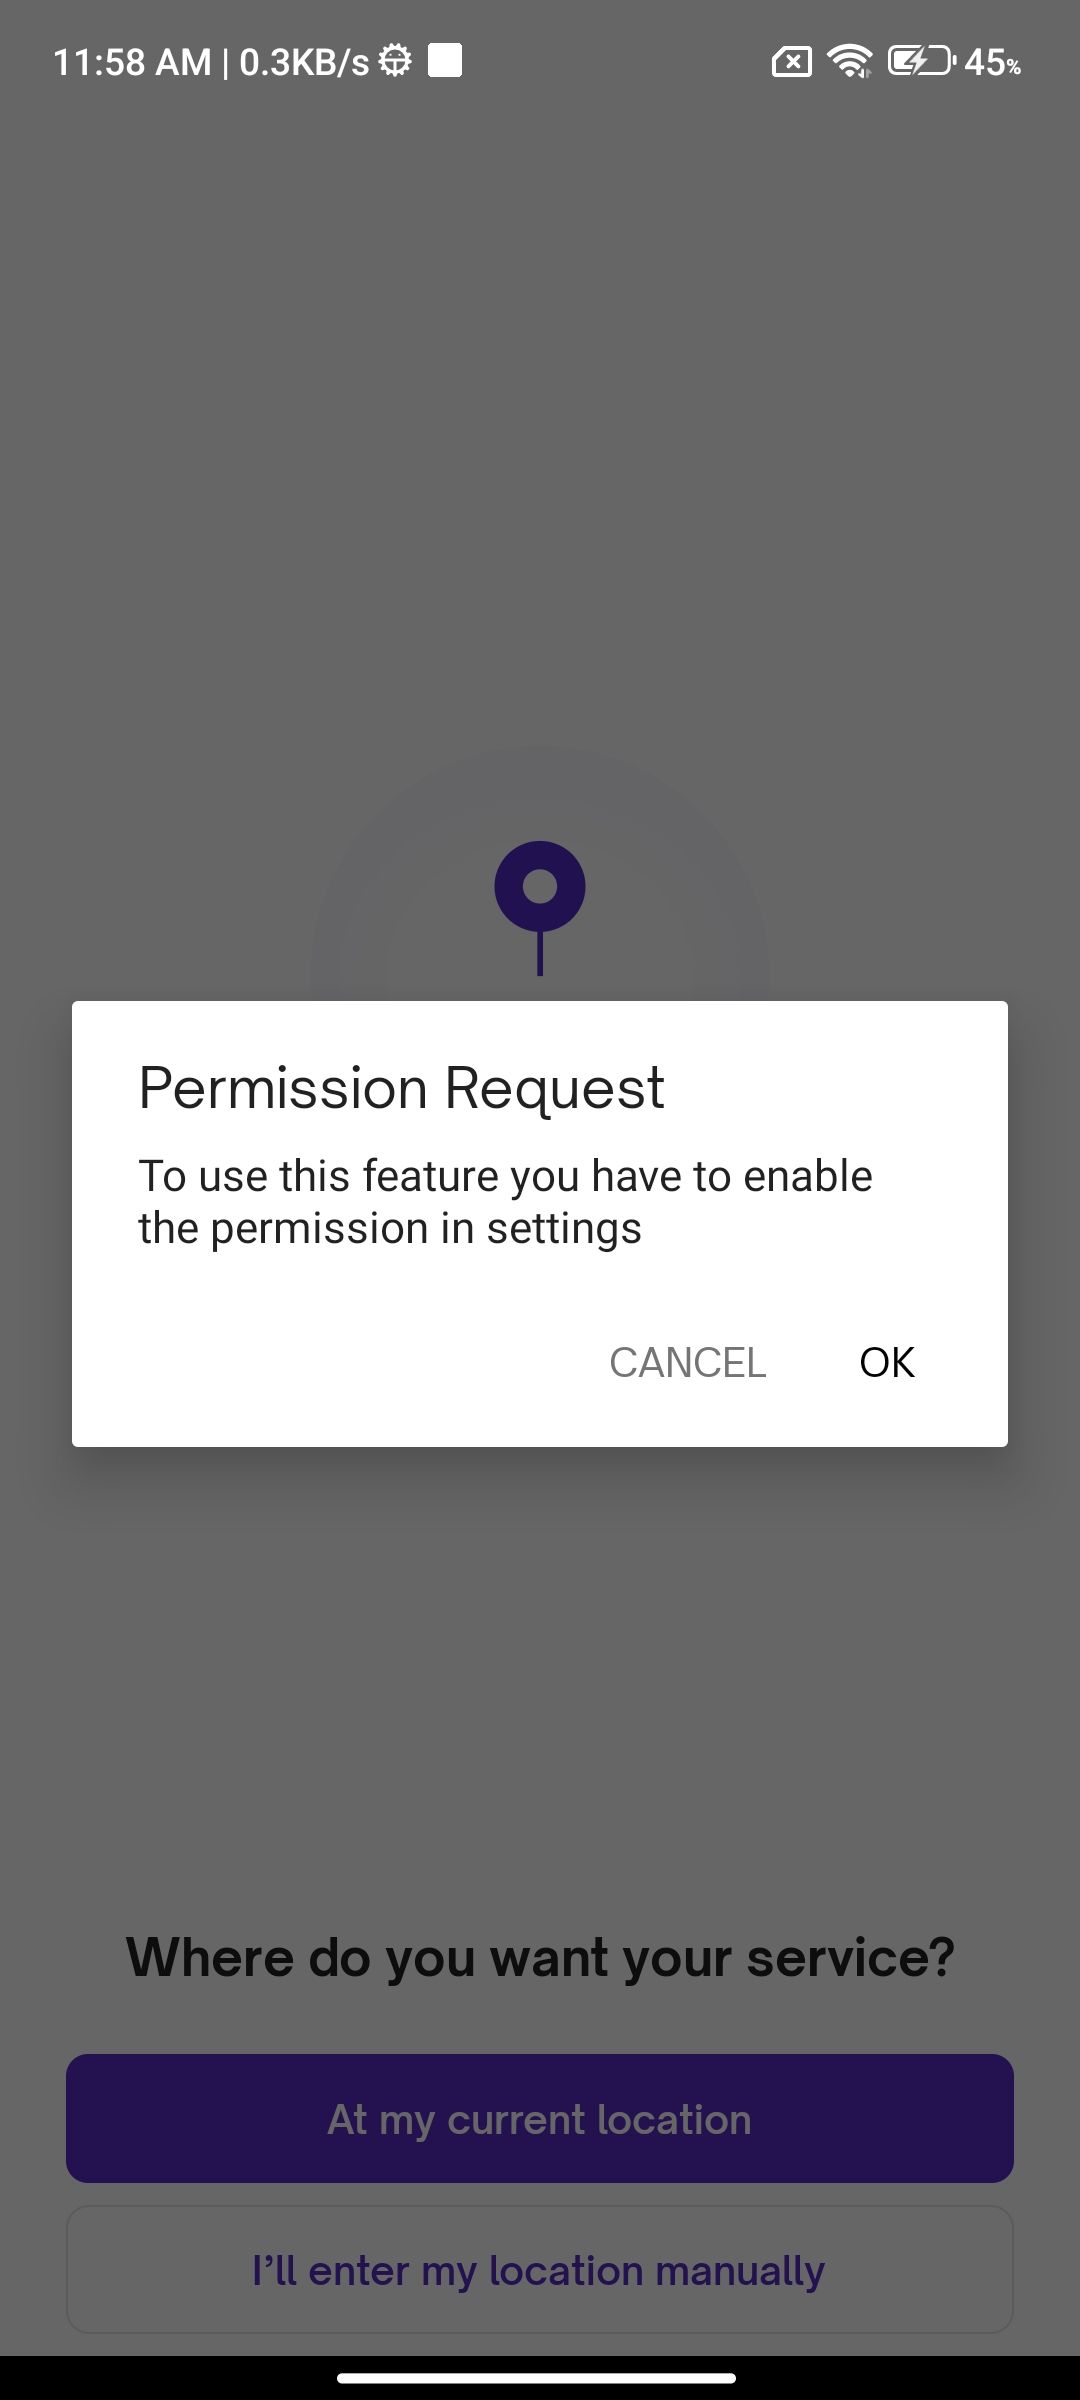 11:58 AM | 0.3KB/s 45%
Permission Request
To use this feature you have to enable
the permission in settings
CANCEL OK
Where do you want your service?
At my current location
I’ll enter my location manually